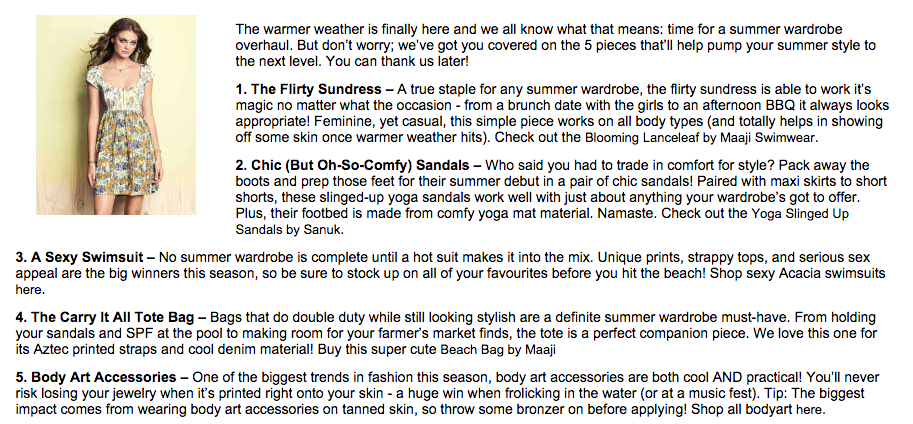 The warmer weather is finally here and we all know what that means: time for a summer wardrobe
overhaul. But don't worry; we've got you covered on the 5 pieces that'll help pump your summer style to
the next level. You can thank us later!
1. The Flirty Sundress – A true staple for any summer wardrobe, the flirty sundress is able to work it's
magic no matter what the occasion - from a brunch date with the girls to an afternoon BBQ it always looks
appropriate! Feminine, yet casual, this simple piece works on all body types (and totally helps in showing
off some skin once warmer weather hits). Check out the Blooming Lanceleaf by Maaji Swimwear.
2. Chic (But Oh-So-Comfy) Sandals – Who said you had to trade in comfort for style? Pack away the
boots and prep those feet for their summer debut in a pair of chic sandals! Paired with maxi skirts to short
shorts, these slinged-up yoga sandals work well with just about anything your wardrobe's got to offer.
Plus, their footbed is made from comfy yoga mat material. Namaste. Check out the Yoga Slinged Up
Sandals by Sanuk.
3. A Sexy Swimsuit – No summer wardrobe is complete until a hot suit makes it into the mix. Unique prints, strappy tops, and serious sex
appeal are the big winners this season, so be sure to stock up on all of your favourites before you hit the beach! Shop sexy Acacia swimsuits
here.
4. The Carry It All Tote Bag – Bags that do double duty while still looking stylish are a definite summer wardrobe must-have. From holding
your sandals and SPF at the pool to making room for your farmer's market finds, the tote is a perfect companion piece. We love this one for
its Aztec printed straps and cool denim material! Buy this super cute Beach Bag by Maaji
5. Body Art Accessories – One of the biggest trends in fashion this season, body art accessories are both cool AND practical! You'll never
risk losing your jewelry when it's printed right onto your skin - a huge win when frolicking in the water (or at a music fest). Tip: The biggest
impact comes from wearing body art accessories on tanned skin, so throw some bronzer on before applying! Shop all bodyart here.